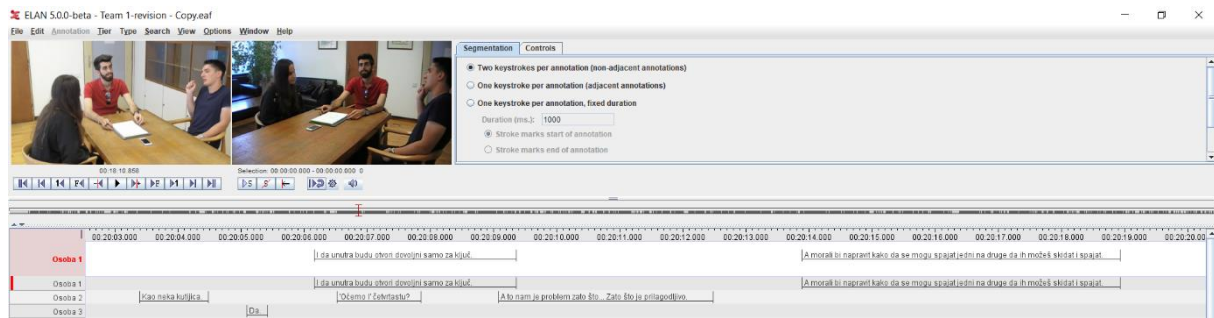 ELAN 5.0.0-beta - Team 1-revision - Copy.eaf
File Edit Annotation Tier Type Search View Options Window Help
Segmentation Controls
Two keystrokes per annotation (non-adjacent annotations)
One keystroke per annotation (adjacent annotations)
One keystroke per annotation, fixed duration
Duration (ms.): 1000
Stroke marks start of annotation
Stroke marks end of annotation
00:18:10.858 Selection: 00:00:00.000 - 00:00:00.000 0
00:20:03.000 00:20:04.000 00:20:05.000 00:20:06.000 00:20:07.000 00:20:08.000 00:20:09.000 00:20:10.000 00:20:11.000 00:20:12.000 00:20:13.000 00:20:14.000 00:20:15.000 00:20:16.000 00:20:17.000 00:20:18.000 00:20:19.000 00:20:20.00
Osoba 1 I da unutra budu otvori dovoljni samo za ključ. A morali bi napravit kako da se mogu spajat jedni na druge da ih možeš skidat i spajat.
Osoba 1 I da unutra budu otvori dovoljni samo za ključ. A morali bi napravit kako da se mogu spajat jedni na druge da ih možeš skidat i spajat.
Osoba 2 Kao neka kutijica. 'Oćemo l' četvrtastu? A to nam je problem zato što... Zato što je prilagodljivo.
Osoba 3 Da.